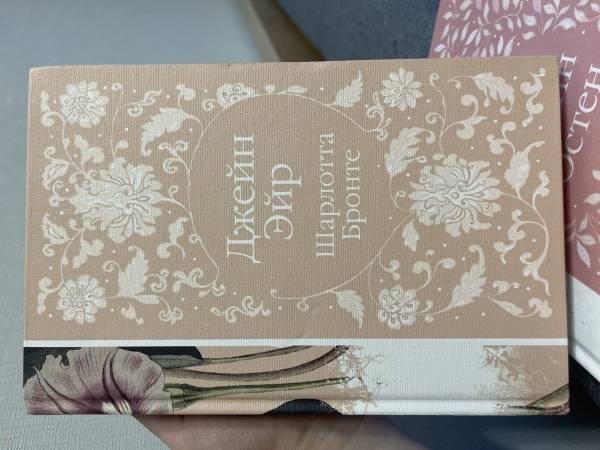 Джейн
Эйр
Шарлотта
Бронте
Остен